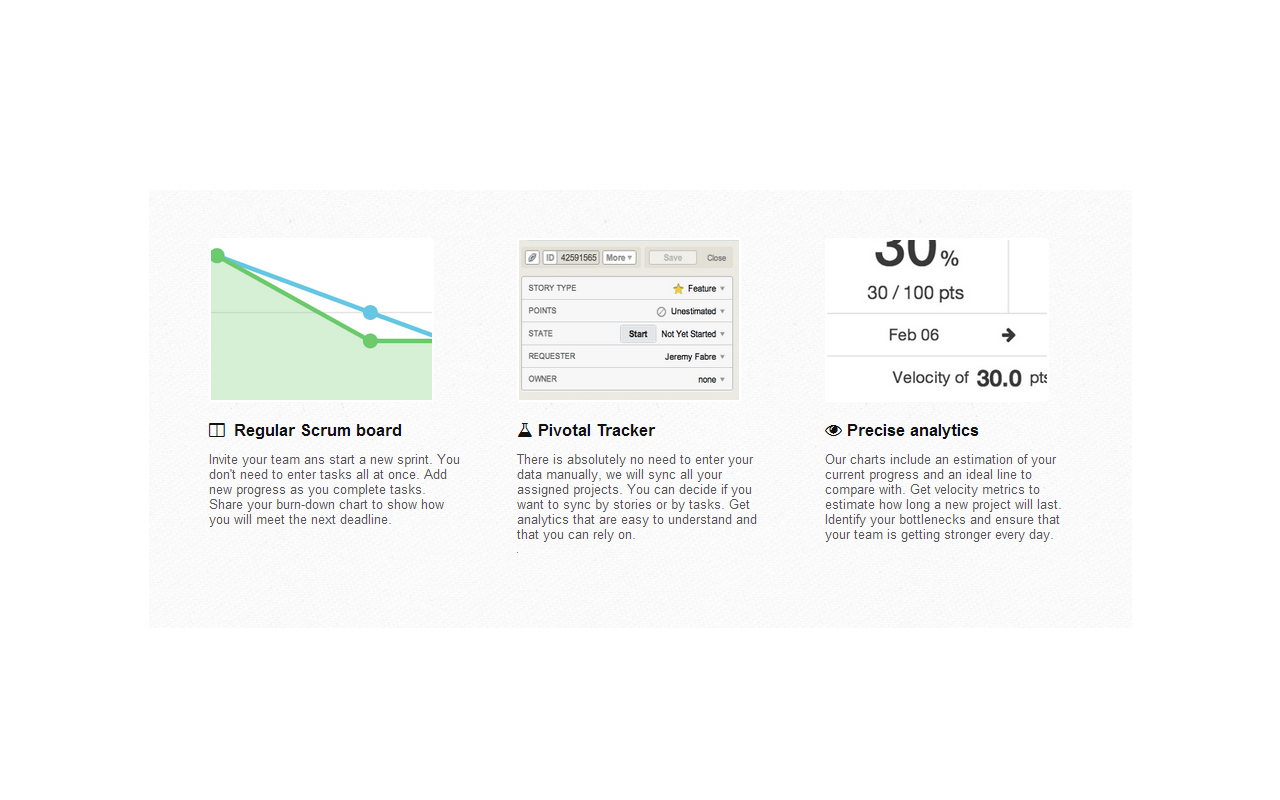 ID 42591565 More Save Close
STORY TYPE Feature
POINTS Unestimated
STATE Start Not Yet Started
REQUESTER Jeremy Fabre
OWNER none
30%
30 / 100 pts
Feb 06
Velocity of 30.0 pts
Regular Scrum board
Invite your team ans start a new sprint. You
don't need to enter tasks all at once. Add
new progress as you complete tasks.
Share your burn-down chart to show how
you will meet the next deadline.
Pivotal Tracker
There is absolutely no need to enter your
data manually, we will sync all your
assigned projects. You can decide if you
want to sync by stories or by tasks. Get
analytics that are easy to understand and
that you can rely on.
.
Precise analytics
Our charts include an estimation of your
current progress and an ideal line to
compare with. Get velocity metrics to
estimate how long a new project will last.
Identify your bottlenecks and ensure that
your team is getting stronger every day.